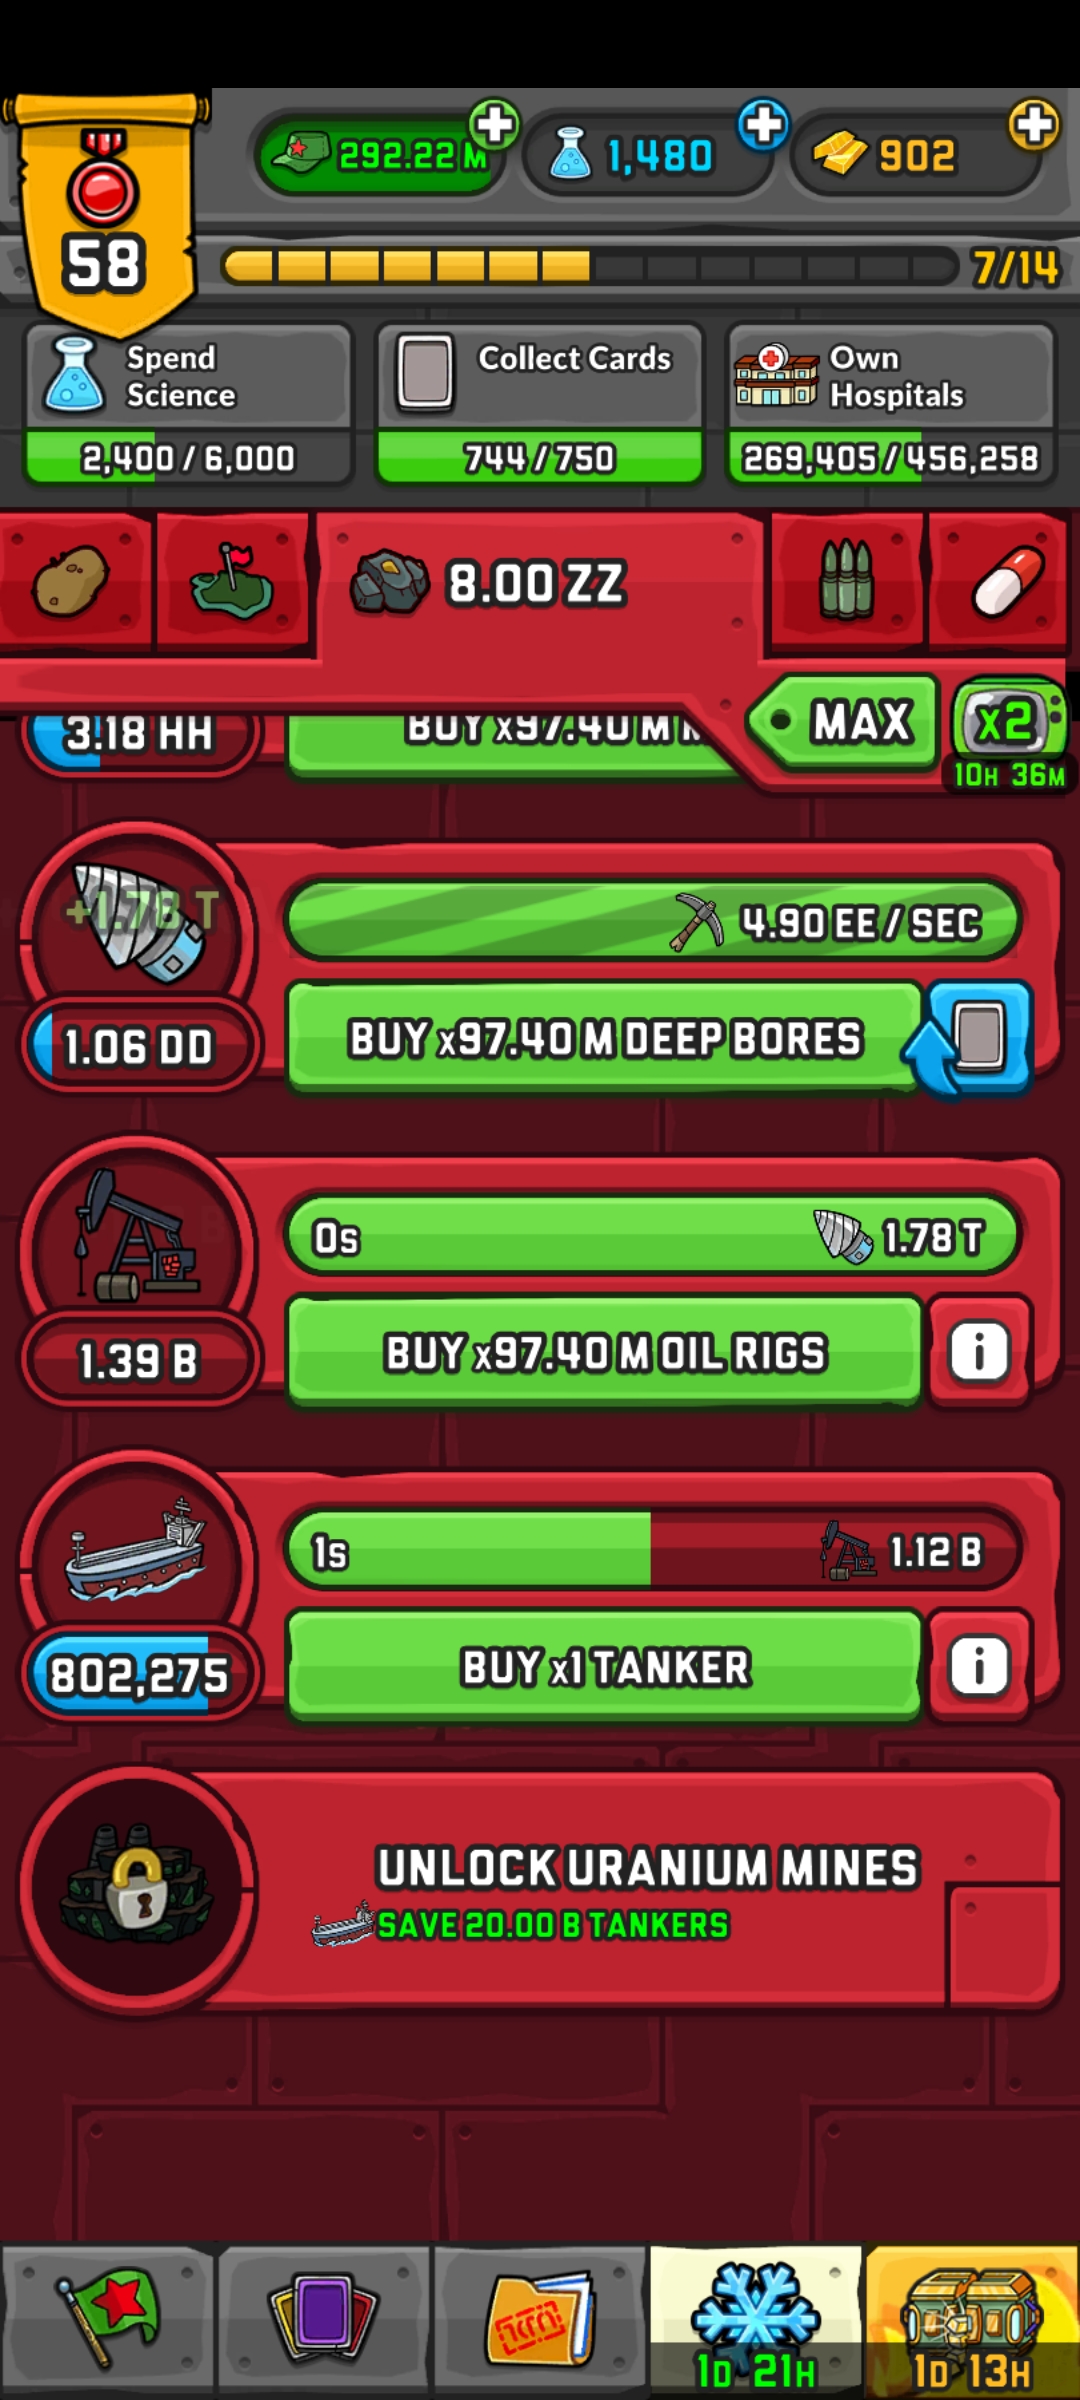 58
292.22 M
1,480
902
7/14
Spend
Science
2,400 / 6,000
Collect Cards
744 / 750
Own
Hospitals
269,405 / 456,258
8.00 ZZ
MAX
x2
10H 36M
3.18 HH
BUY x97.40 M
+1.78 T
4.90 EE / SEC
1.06 DD
BUY x97.40 M DEEP BORES
0s
1.78 T
1.39 B
BUY x97.40 M OIL RIGS
i
1s
1.12 B
802,275
BUY x1 TANKER
i
UNLOCK URANIUM MINES
SAVE 20.00 B TANKERS
1D 21H
1D 13H